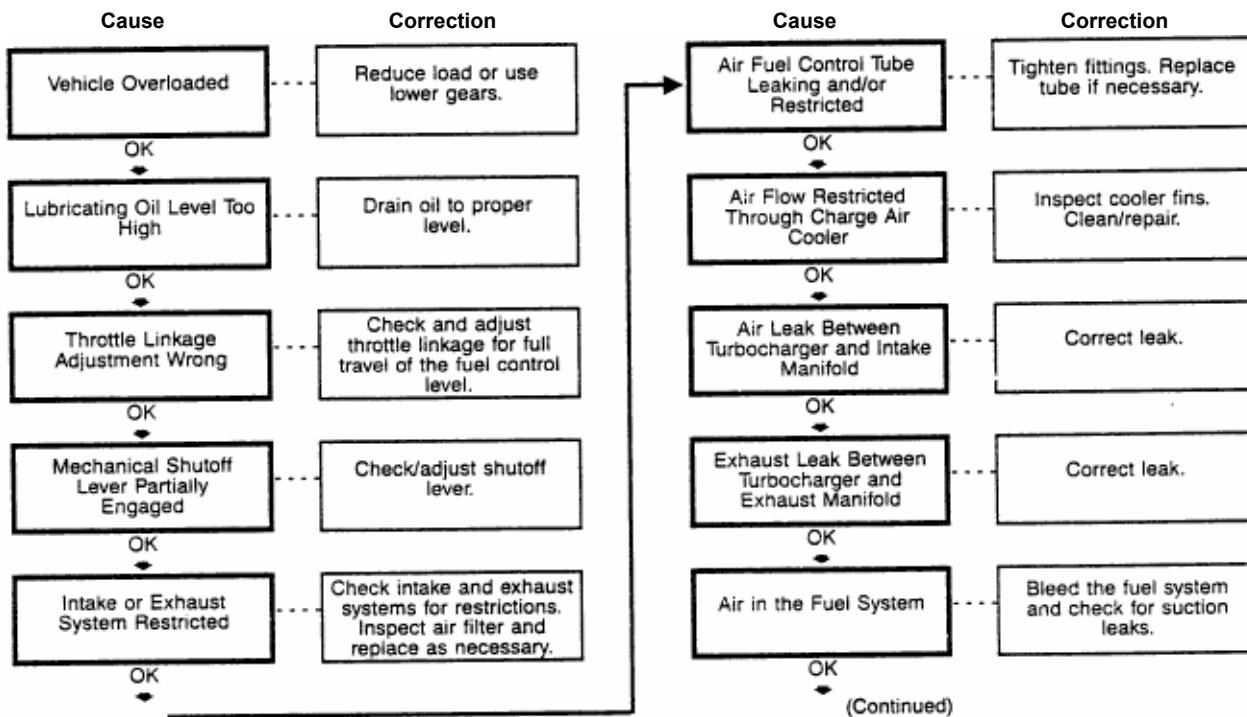 Cause
Correction
Vehicle Overloaded
Reduce load or use
lower gears.
OK
Lubricating Oil Level Too
High
Drain oil to proper
level.
OK
Throttle Linkage
Adjustment Wrong
Check and adjust
throttle linkage for full
travel of the fuel control
level.
OK
Mechanical Shutoff
Lever Partially
Engaged
Check/adjust shutoff
lever.
OK
Intake or Exhaust
System Restricted
Check intake and exhaust
systems for restrictions.
Inspect air filter and
replace as necessary.
OK
Cause
Correction
Air Fuel Control Tube
Leaking and/or
Restricted
Tighten fittings. Replace
tube if necessary.
OK
Air Flow Restricted
Through Charge Air
Cooler
Inspect cooler fins.
Clean/repair.
OK
Air Leak Between
Turbocharger and Intake
Manifold
Correct leak.
OK
Exhaust Leak Between
Turbocharger and
Exhaust Manifold
Correct leak.
OK
Air in the Fuel System
Bleed the fuel system
and check for suction
leaks.
OK
(Continued)